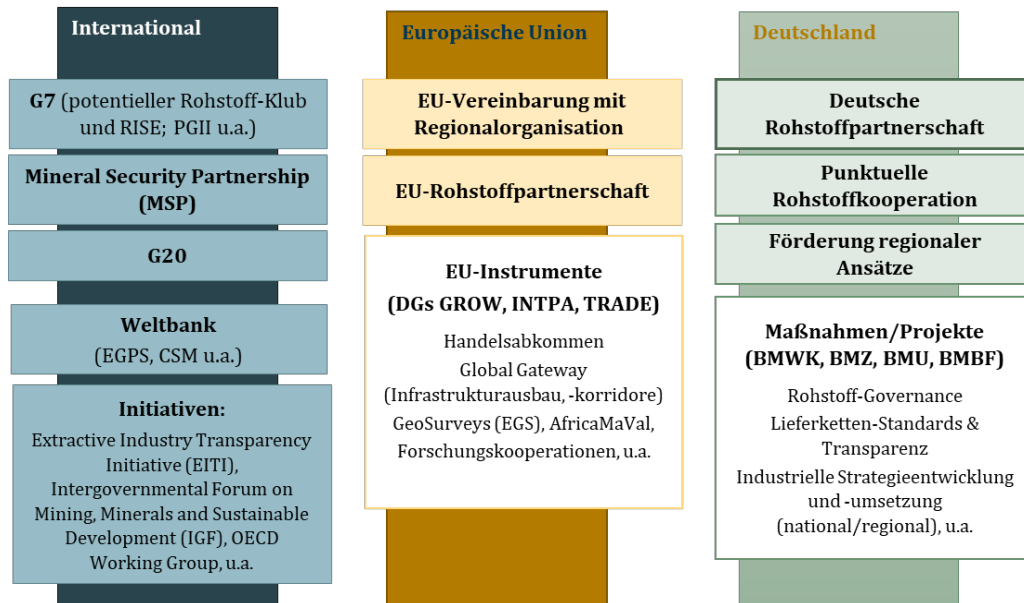 International
G7 (potentieller Rohstoff-Klub
und RISE; PGII u.a.)
Mineral Security Partnership
(MSP)
G20
Weltbank
(EGPS, CSM u.a.)
Initiativen:
Extractive Industry Transparency
Initiative (EITI),
Intergovernmental Forum on
Mining, Minerals and Sustainable
Development (IGF), OECD
Working Group, u.a.
Europäische Union
EU-Vereinbarung mit
Regionalorganisation
EU-Rohstoffpartnerschaft
EU-Instrumente
(DGs GROW, INTPA, TRADE)
Handelsabkommen
Global Gateway
(Infrastrukturausbau, -korridore)
GeoSurveys (EGS), AfricaMaVal,
Forschungskooperationen, u.a.
Deutschland
Deutsche
Rohstoffpartnerschaft
Punktuelle
Rohstoffkooperation
Förderung regionaler
Ansätze
Maßnahmen/Projekte
(BMWK, BMZ, BMU, BMBF)
Rohstoff-Governance
Lieferketten-Standards &
Transparenz
Industrielle Strategieentwicklung
und -umsetzung
(national/regional), u.a.